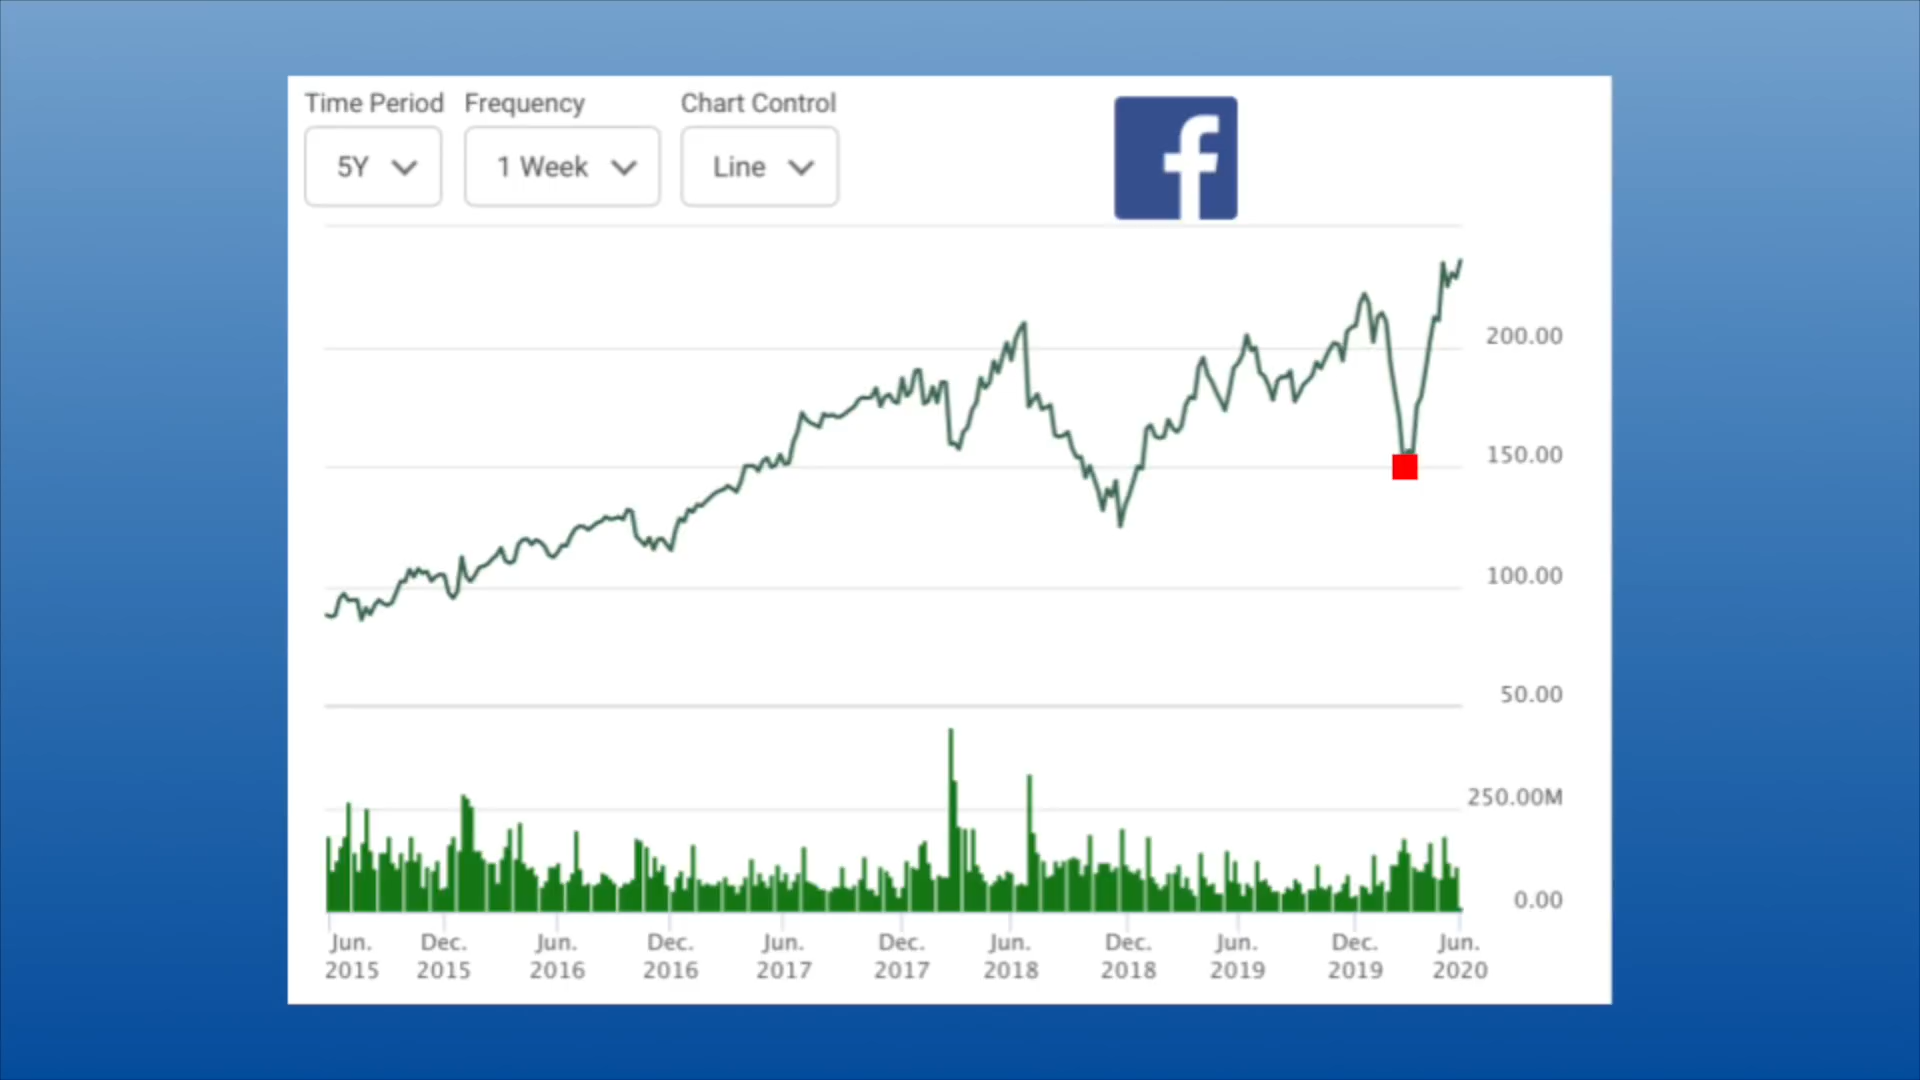 Time Period Frequency Chart Control
5Y 1 Week Line
f
200.00
150.00
100.00
50.00
250.00M
0.00
Jun. Dec. Jun. Dec. Jun. Dec. Jun. Dec. Jun. Dec. Jun.
2015 2015 2016 2016 2017 2017 2018 2018 2019 2019 2020